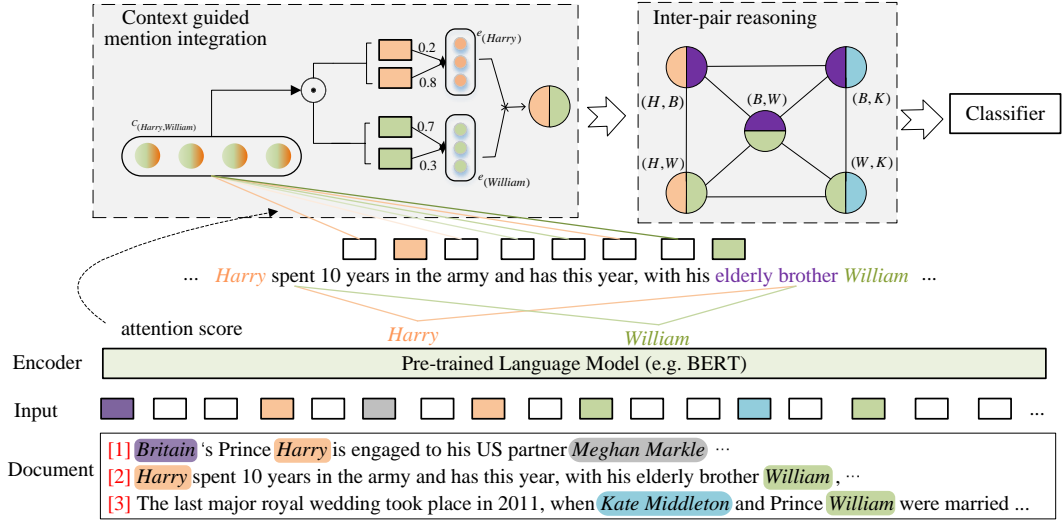 Context guided
mention integration
Inter-pair reasoning
0.2
0.8
e(Harry)
C(Harry,William)
0.7
0.3
e(William)
(H, B)
(B, W)
(B, K)
(H, W)
(W, K)
Classifier
... Harry spent 10 years in the army and has this year, with his elderly brother William ...
attention score
Harry
William
Encoder
Pre-trained Language Model (e.g. BERT)
Input
...
Document
[1] Britain 's Prince Harry is engaged to his US partner Meghan Markle ...
[2] Harry spent 10 years in the army and has this year, with his elderly brother William , ...
[3] The last major royal wedding took place in 2011, when Kate Middleton and Prince William were married ...